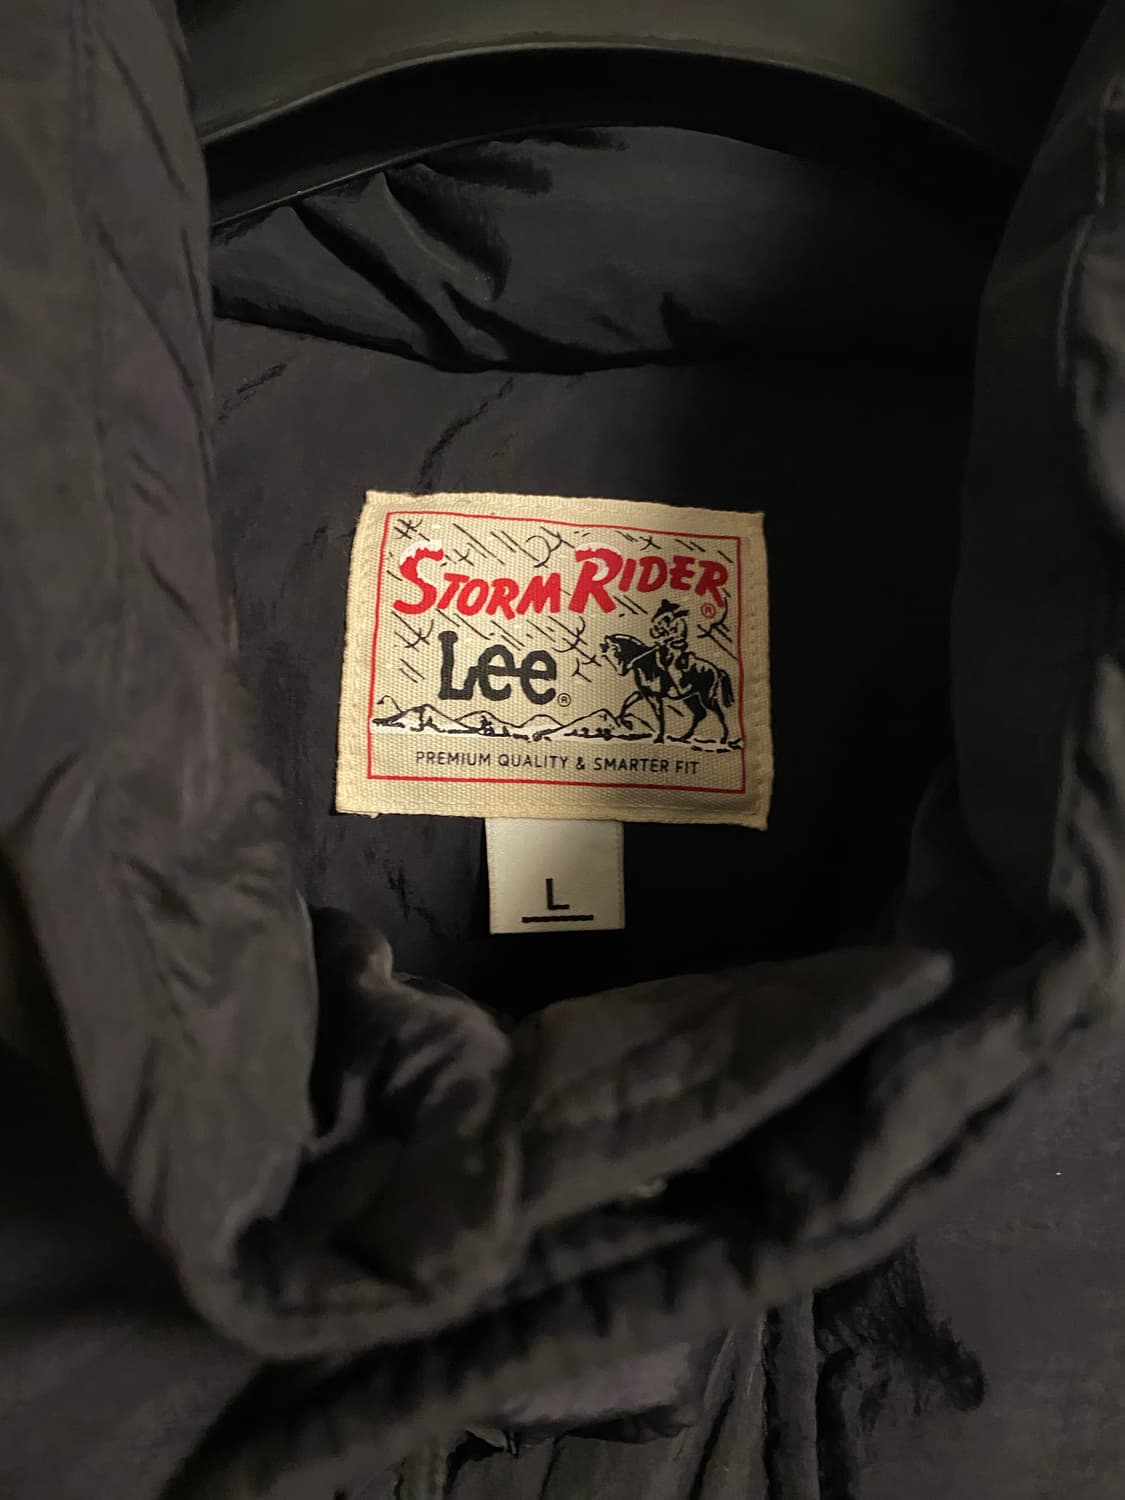 STORM RIDER®
Lee®
PREMIUM QUALITY & SMARTER FIT
L